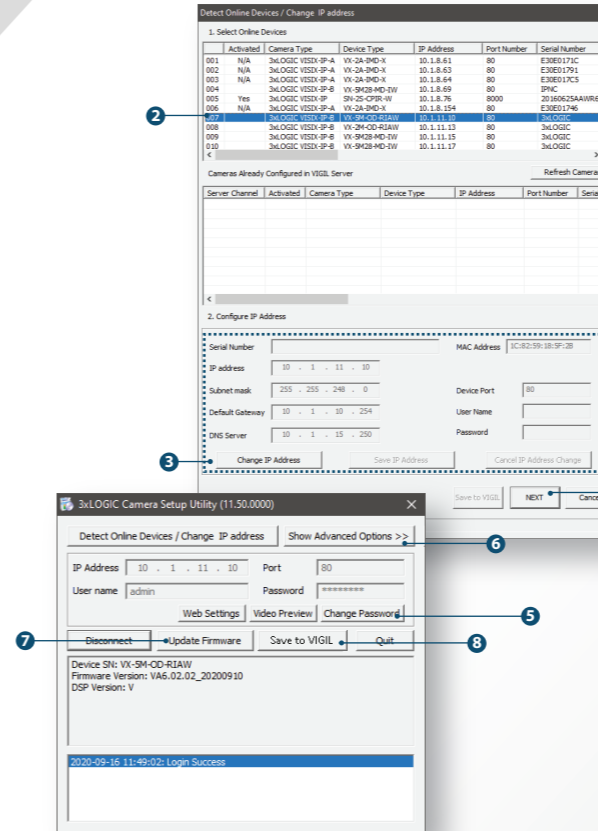 Detect Online Devices / Change IP address
1. Select Online Devices
Activated Camera Type Device Type IP Address Port Number Serial Number
001 N/A 3xLOGIC VISIX-IP-A VX-2A-IMD-X 10.1.8.61 80 E30E0171C
002 N/A 3xLOGIC VISIX-IP-A VX-2A-IMD-X 10.1.8.63 80 E30E01791
003 N/A 3xLOGIC VISIX-IP-A VX-2A-IMD-X 10.1.8.64 80 E30E017C5
004 3xLOGIC VISIX-IP-B VX-5M28-MD-IW 10.1.8.69 80 IPNC
005 Yes 3xLOGIC VISIX-IP SN-2S-CPIR-W 10.1.8.76 8000 20160625AAWR6
006 N/A 3xLOGIC VISIX-IP-A VX-2A-IMD-X 10.1.8.154 80 E30E01746
2 007 3xLOGIC VISIX-IP-B VX-5M-OD-RIAW 10.1.11.10 80 3xLOGIC
008 3xLOGIC VISIX-IP-B VX-2M-OD-RIAW 10.1.11.13 80 3xLOGIC
009 3xLOGIC VISIX-IP-B VX-5M28-MD-IW 10.1.11.15 80 3xLOGIC
010 3xLOGIC VISIX-IP-B VX-5M28-MD-IW 10.1.11.17 80 3xLOGIC
Cameras Already Configured in VIGIL Server Refresh Camera
Server Channel Activated Camera Type Device Type IP Address Port Number Seria
2. Configure IP Address
Serial Number MAC Address 1C:82:59:18:5F:2B
IP address 10 . 1 . 11 . 10
Subnet mask 255 . 255 . 248 . 0 Device Port 80
Default Gateway 10 . 1 . 10 . 254 User Name
DNS Server 10 . 1 . 15 . 250 Password
3 Change IP Address Save IP Address Cancel IP Address Change
Save to VIGIL NEXT Cance
3xLOGIC Camera Setup Utility (11.50.0000)
Detect Online Devices / Change IP address Show Advanced Options >>
6
IP Address 10 . 1 . 11 . 10 Port 80
User name admin Password ********
Web Settings Video Preview Change Password 5
7 Disconnect Update Firmware Save to VIGIL Quit 8
Device SN: VX-5M-OD-RIAW
Firmware Version: VA6.02.02_20200910
DSP Version: V
2020-09-16 11:49:02: Login Success